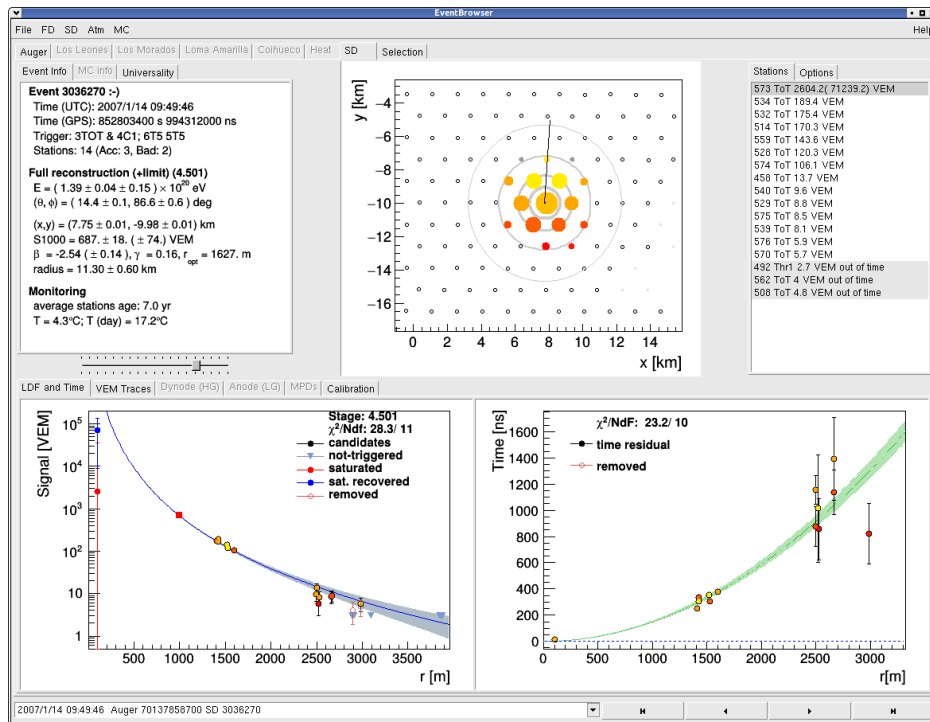 EventBrowser
File FD SD Atm MC Help
Auger Los Leones Los Morados Loma Amarilla Coihueco Heat SD Selection
Event Info MC Info Universality
Event 3036270 :-)
Time (UTC): 2007/1/14 09:49:46
Time (GPS): 852803400 s 994312000 ns
Trigger: 3TOT & 4C1; 6T5 5T5
Stations: 14 (Acc: 3, Bad: 2)
Full reconstruction (+limit) (4.501)
E = ( 1.39 ± 0.04 ± 0.15 ) × 10²⁰ eV
(θ, ϕ) = ( 14.4 ± 0.1, 86.6 ± 0.6 ) deg
(x,y) = (7.75 ± 0.01, -9.98 ± 0.01) km
S1000 = 687. ± 18. ( ± 74.) VEM
β = -2.54 ( ± 0.14 ), γ = 0.16, r_opt = 1627. m
radius = 11.30 ± 0.60 km
Monitoring
average stations age: 7.0 yr
T = 4.3°C; T (day) = 17.2°C
y [km]
−4
−6
−8
−10
−12
−14
−16
0 2 4 6 8 10 12 14
x [km]
Stations Options
573 ToT 2604.2( 71239.2) VEM
534 ToT 189.4 VEM
532 ToT 175.4 VEM
514 ToT 170.3 VEM
559 ToT 143.6 VEM
528 ToT 120.3 VEM
574 ToT 106.1 VEM
458 ToT 13.7 VEM
540 ToT 9.6 VEM
529 ToT 8.8 VEM
575 ToT 8.5 VEM
539 ToT 8.1 VEM
576 ToT 5.9 VEM
570 ToT 5.7 VEM
492 Thr1 2.7 VEM out of time
562 ToT 4 VEM out of time
508 ToT 4.8 VEM out of time
LDF and Time VEM Traces Dynode (HG) Anode (LG) MPDs Calibration
Signal [VEM]
10⁵
10⁴
10³
10²
10
1
Stage: 4.501
χ²/Ndf: 28.3/ 11
candidates
not-triggered
saturated
sat. recovered
removed
500 1000 1500 2000 2500 3000 3500
r [m]
Time [ns]
1600
1400
1200
1000
800
600
400
200
0
χ²/NdF: 23.2/ 10
time residual
removed
0 500 1000 1500 2000 2500 3000
r[m]
2007/1/14 09:49:46 Auger 70137858700 SD 3036270